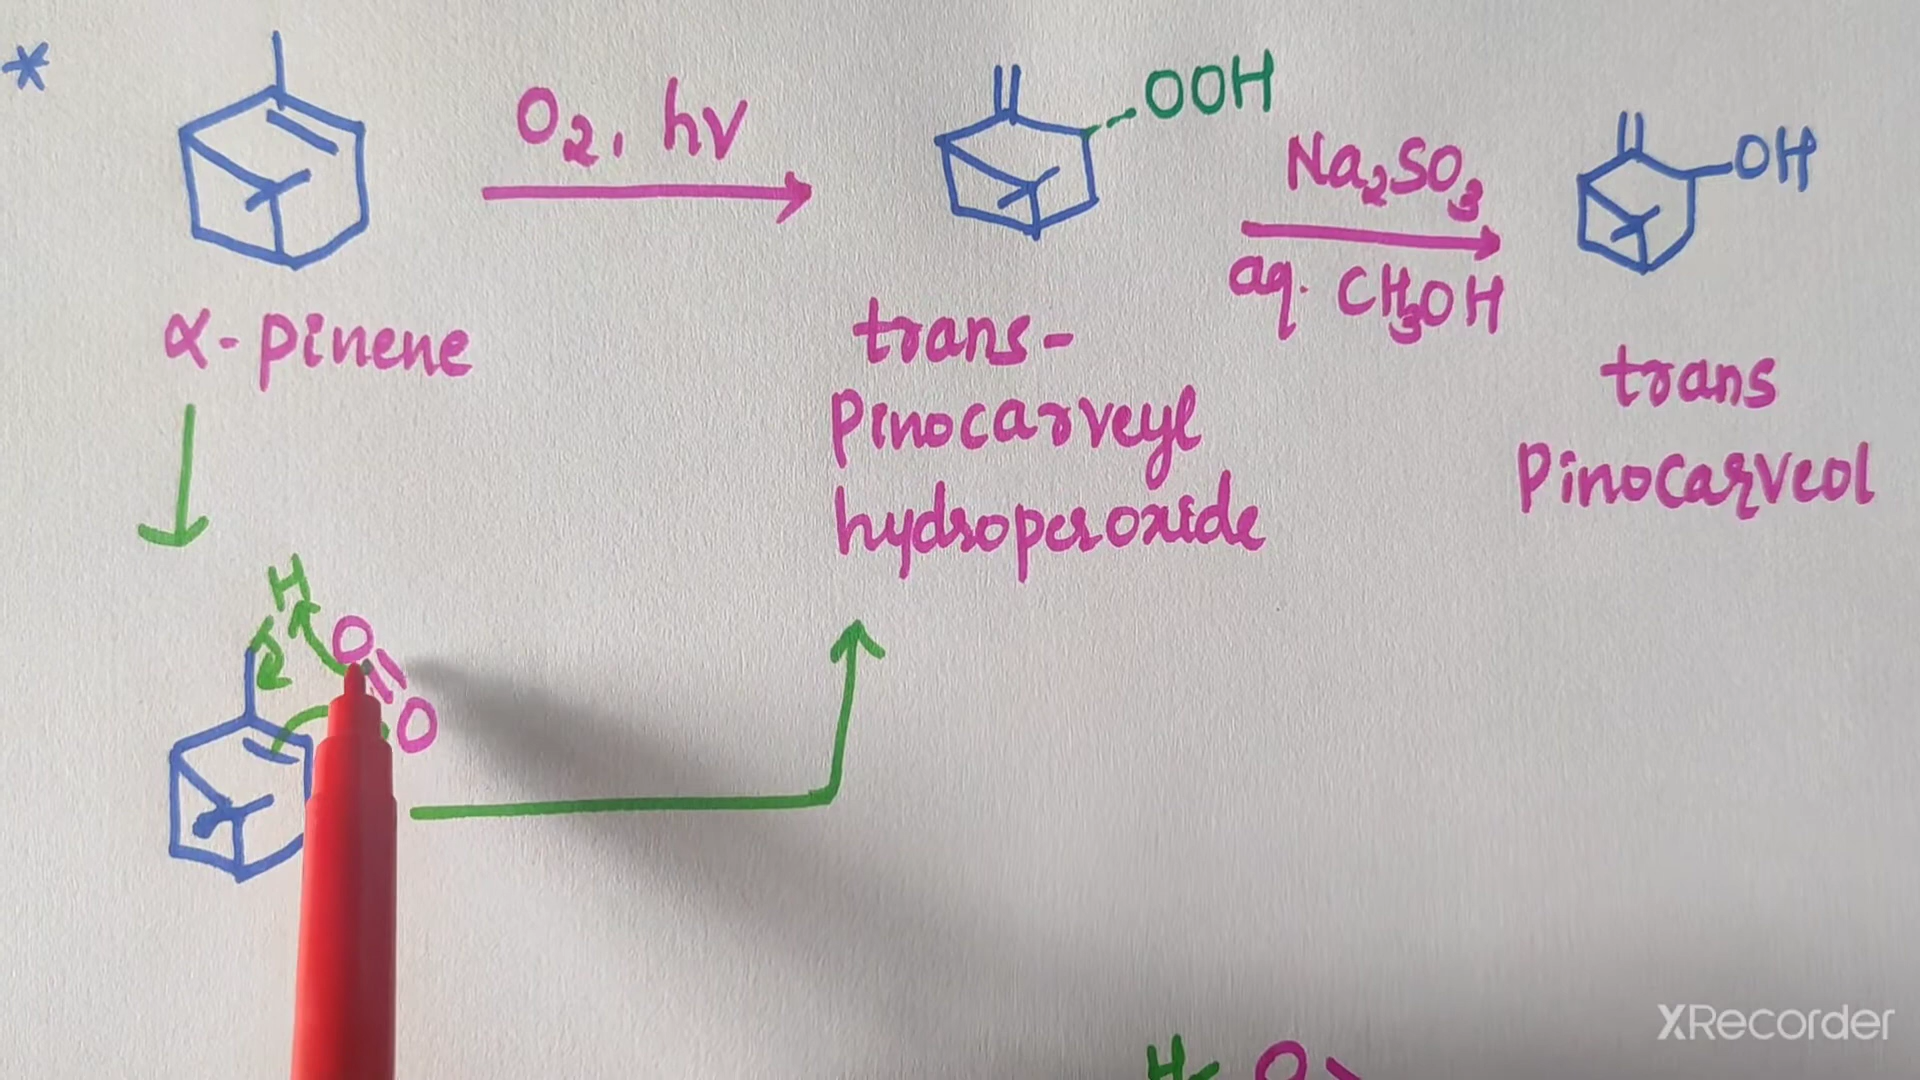 *
O₂, hν
OOH
Na₂SO₃
aq. CH₃OH
OH
α-pinene
trans-
pinocarveyl
hydroperoxide
trans
Pinocarveol
H
O
O
H O
XRecorder